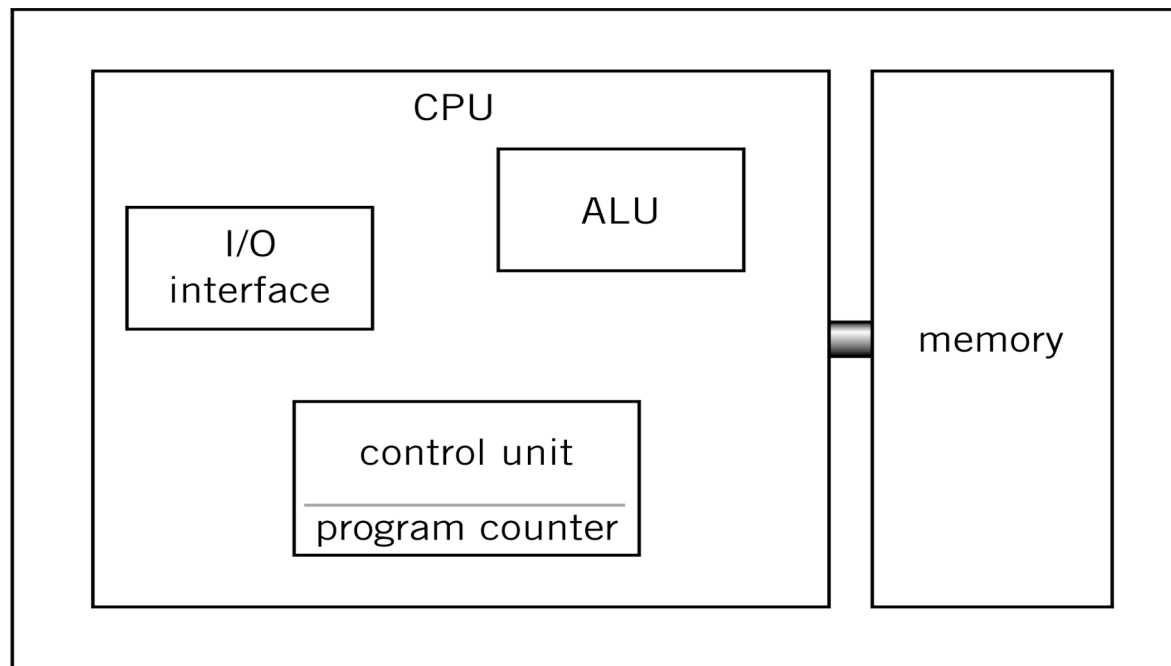 CPU
ALU
I/O
interface
memory
control unit
program counter